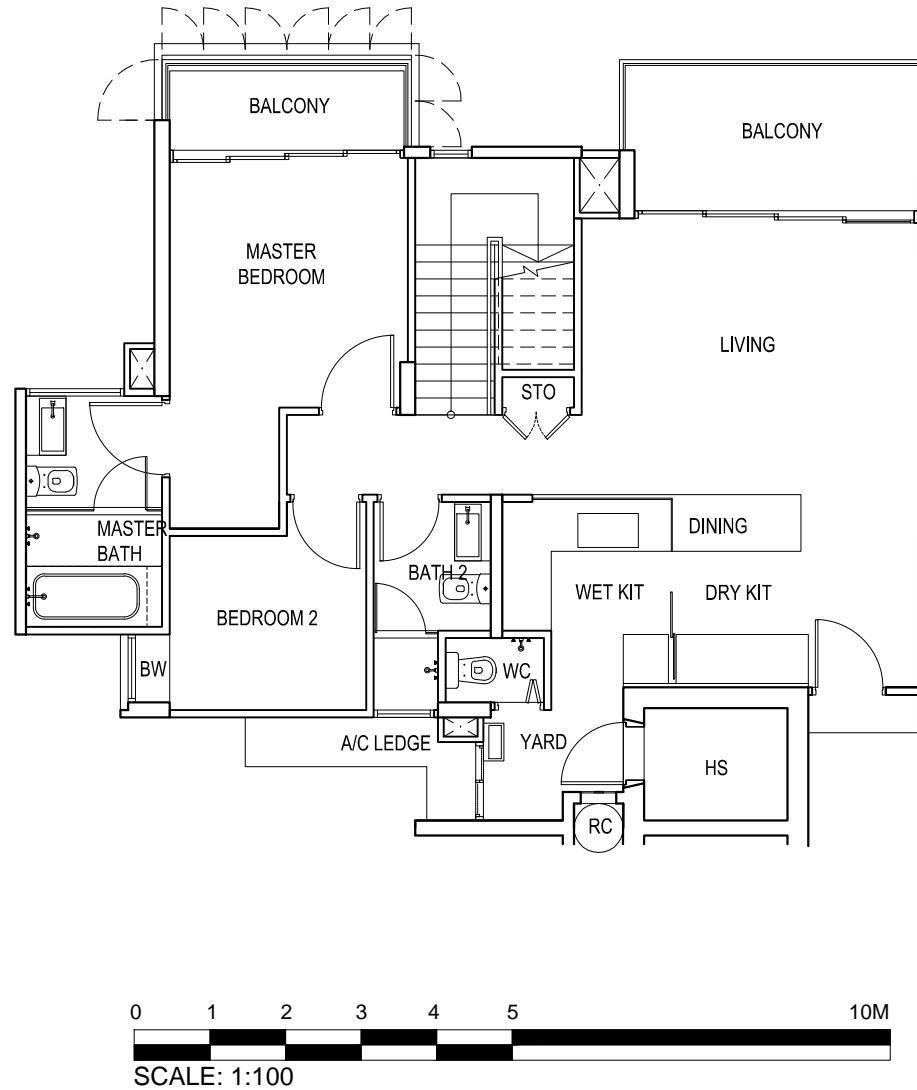 BALCONY
BALCONY
MASTER
BEDROOM
LIVING
STO
MASTER
BATH
DINING
BATH 2
WET KIT
DRY KIT
BEDROOM 2
BW
WC
A/C LEDGE
YARD
HS
RC
0 1 2 3 4 5 10M
SCALE: 1:100